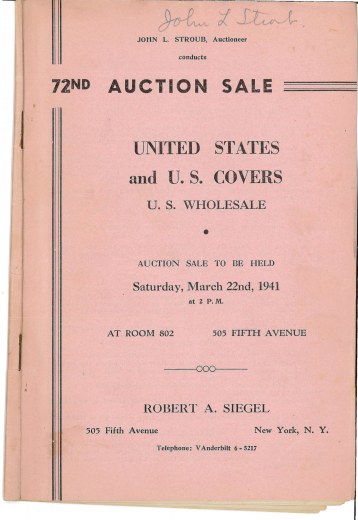 John L Stroub.
JOHN L. STROUB, Auctioneer
conducts
72ND AUCTION SALE
UNITED STATES
and U. S. COVERS
U. S. WHOLESALE
AUCTION SALE TO BE HELD
Saturday, March 22nd, 1941
at 2 P. M.
AT ROOM 802 505 FIFTH AVENUE
ROBERT A. SIEGEL
505 Fifth Avenue New York, N. Y.
Telephone: VAnderbilt 6-5217